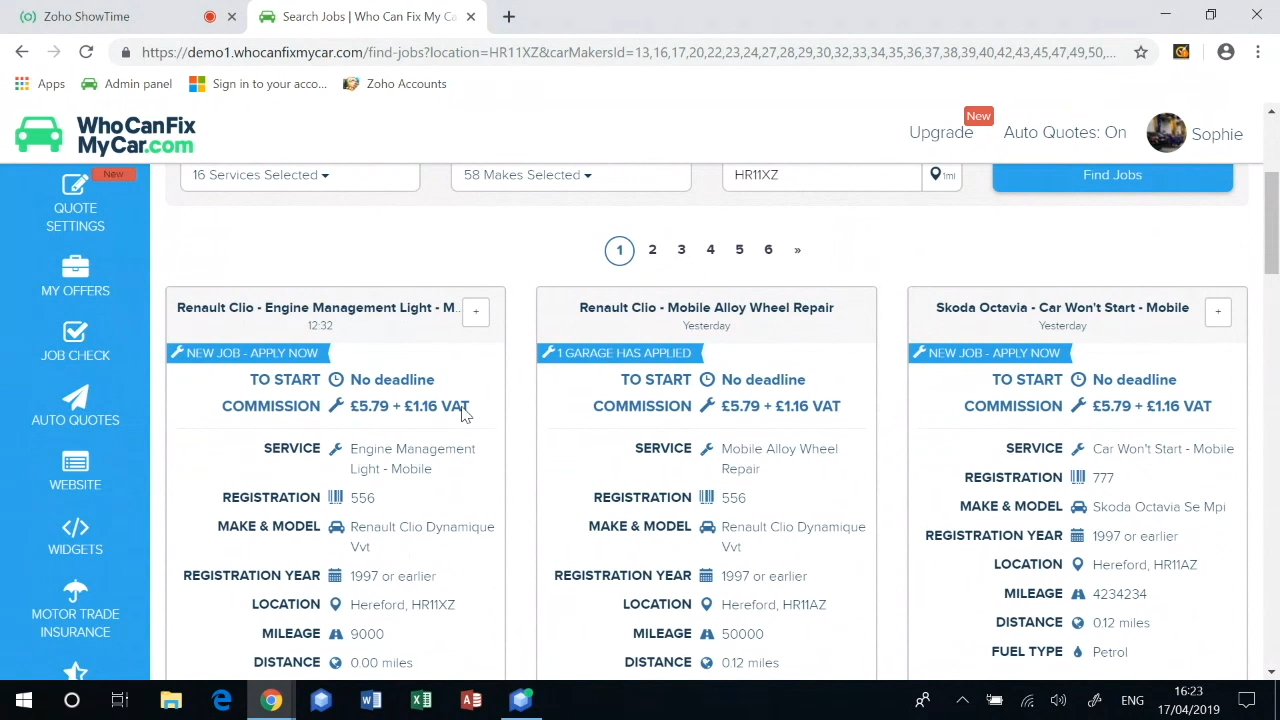 Zoho ShowTime
Search Jobs | Who Can Fix My Ca
https://demo1.whocanfixmycar.com/find-jobs?location=HR11XZ&carMakersId=13,16,17,20,22,23,24,27,28,29,30,32,33,34,35,36,37,38,39,40,42,43,45,47,49,50,...
Apps
Admin panel
Sign in to your acco...
Zoho Accounts
WhoCanFix
MyCar.com
Upgrade
New
Auto Quotes: On
Sophie
New
QUOTE
SETTINGS
MY OFFERS
JOB CHECK
AUTO QUOTES
WEBSITE
WIDGETS
MOTOR TRADE
INSURANCE
16 Services Selected
58 Makes Selected
HR11XZ
1mi
Find Jobs
1 2 3 4 5 6 »
Renault Clio - Engine Management Light - M...
+
12:32
NEW JOB - APPLY NOW
TO START No deadline
COMMISSION £5.79 + £1.16 VAT
SERVICE Engine Management
Light - Mobile
REGISTRATION 556
MAKE & MODEL Renault Clio Dynamique
Vvt
REGISTRATION YEAR 1997 or earlier
LOCATION Hereford, HR11XZ
MILEAGE 9000
DISTANCE 0.00 miles
Renault Clio - Mobile Alloy Wheel Repair
Yesterday
1 GARAGE HAS APPLIED
TO START No deadline
COMMISSION £5.79 + £1.16 VAT
SERVICE Mobile Alloy Wheel
Repair
REGISTRATION 556
MAKE & MODEL Renault Clio Dynamique
Vvt
REGISTRATION YEAR 1997 or earlier
LOCATION Hereford, HR11AZ
MILEAGE 50000
DISTANCE 0.12 miles
Skoda Octavia - Car Won't Start - Mobile
+
Yesterday
NEW JOB - APPLY NOW
TO START No deadline
COMMISSION £5.79 + £1.16 VAT
SERVICE Car Won't Start - Mobile
REGISTRATION 777
MAKE & MODEL Skoda Octavia Se Mpi
REGISTRATION YEAR 1997 or earlier
LOCATION Hereford, HR11AZ
MILEAGE 4234234
DISTANCE 0.12 miles
FUEL TYPE Petrol
ENG
16:23
17/04/2019